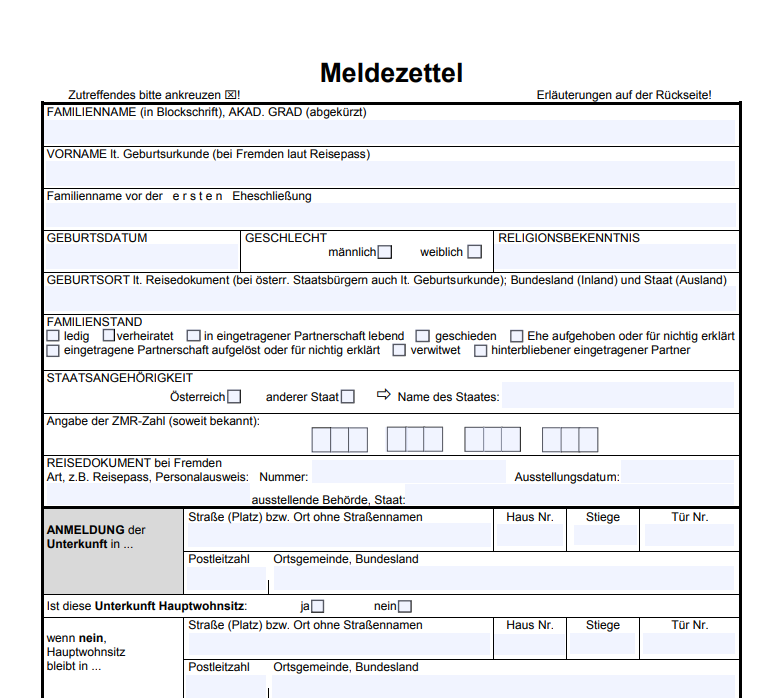 Meldezettel
Zutreffendes bitte ankreuzen ☒!
Erläuterungen auf der Rückseite!
FAMILIENNAME (in Blockschrift), AKAD. GRAD (abgekürzt)
VORNAME lt. Geburtsurkunde (bei Fremden laut Reisepass)
Familienname vor der e r s t e n Eheschließung
GEBURTSDATUM
GESCHLECHT
männlich☐ weiblich ☐
RELIGIONSBEKENNTNIS
GEBURTSORT lt. Reisedokument (bei österr. Staatsbürgern auch lt. Geburtsurkunde); Bundesland (Inland) und Staat (Ausland)
FAMILIENSTAND
☐ ledig ☐ verheiratet ☐ in eingetragener Partnerschaft lebend ☐ geschieden ☐ Ehe aufgehoben oder für nichtig erklärt
☐ eingetragene Partnerschaft aufgelöst oder für nichtig erklärt ☐ verwitwet ☐ hinterbliebener eingetragener Partner
STAATSANGEHÖRIGKEIT
Österreich☐ anderer Staat☐ ⇨ Name des Staates:
Angabe der ZMR-Zahl (soweit bekannt):
REISEDOKUMENT bei Fremden
Art, z.B. Reisepass, Personalausweis: Nummer: Ausstellungsdatum:
ausstellende Behörde, Staat:
ANMELDUNG der
Unterkunft in ...
Straße (Platz) bzw. Ort ohne Straßennamen Haus Nr. Stiege Tür Nr.
Postleitzahl Ortsgemeinde, Bundesland
Ist diese Unterkunft Hauptwohnsitz: ja☐ nein☐
wenn nein,
Hauptwohnsitz
bleibt in ...
Straße (Platz) bzw. Ort ohne Straßennamen Haus Nr. Stiege Tür Nr.
Postleitzahl Ortsgemeinde, Bundesland